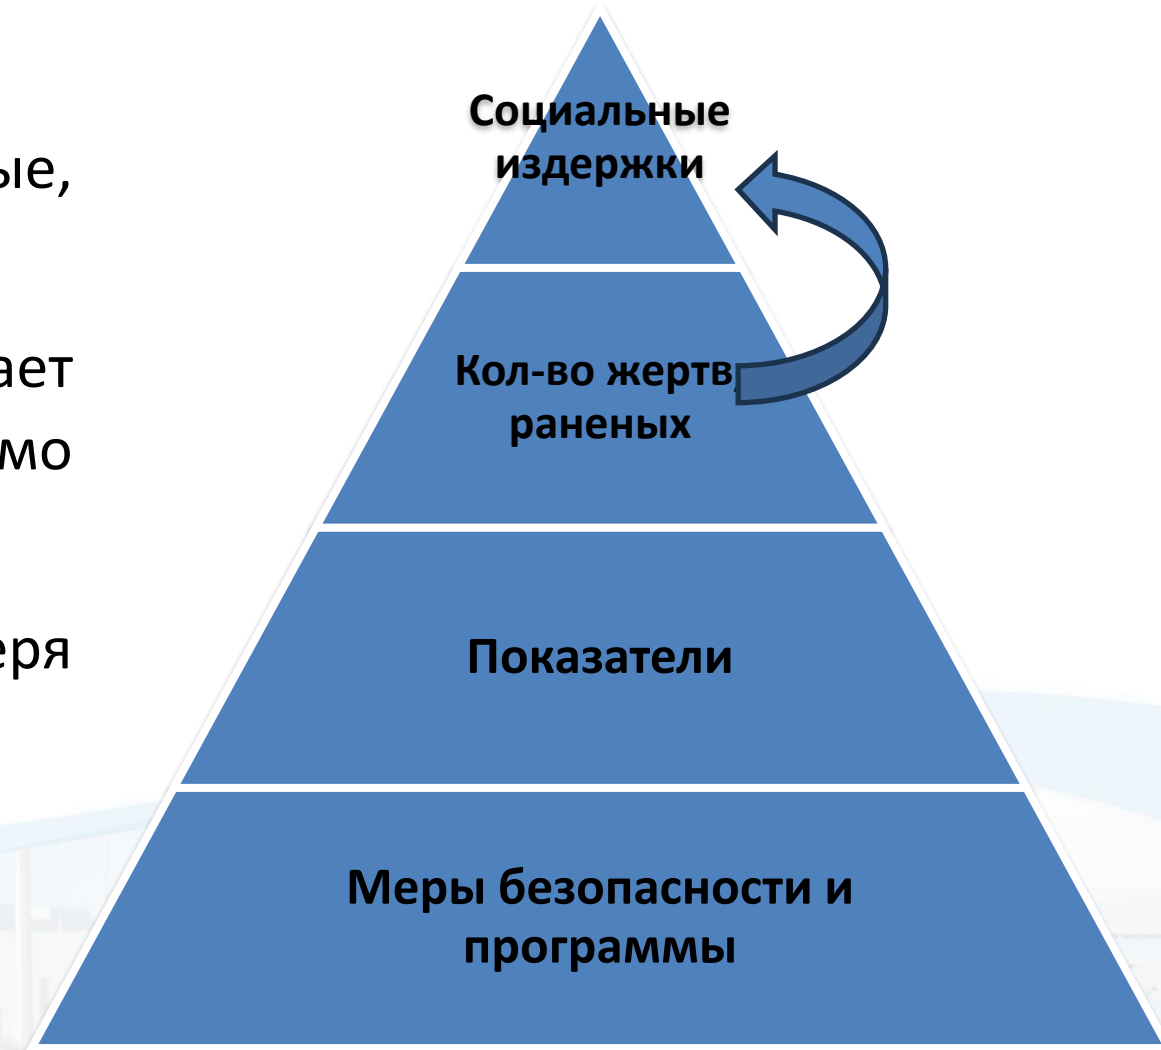 ые,
ает
мо
еря
Социальные
издержки
Кол-во жертв,
раненых
Показатели
Меры безопасности и
программы